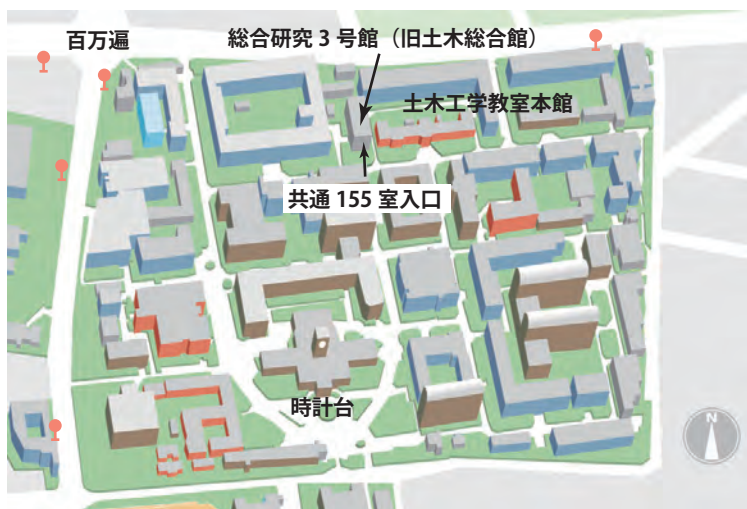 百万遍
総合研究 3 号館（旧土木総合館）
土木工学教室本館
共通 155 室入口
時計台
N